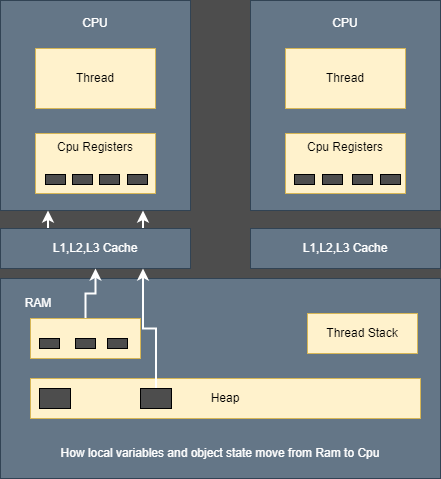 CPU
CPU
Thread
Thread
Cpu Registers
Cpu Registers
L1,L2,L3 Cache
L1,L2,L3 Cache
RAM
Thread Stack
Heap
How local variables and object state move from Ram to Cpu